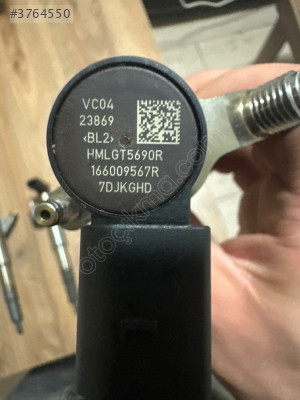 #3764550
VC04
23869
‹BL2›
HMLGT5690R
166009567R
7DJKGHD